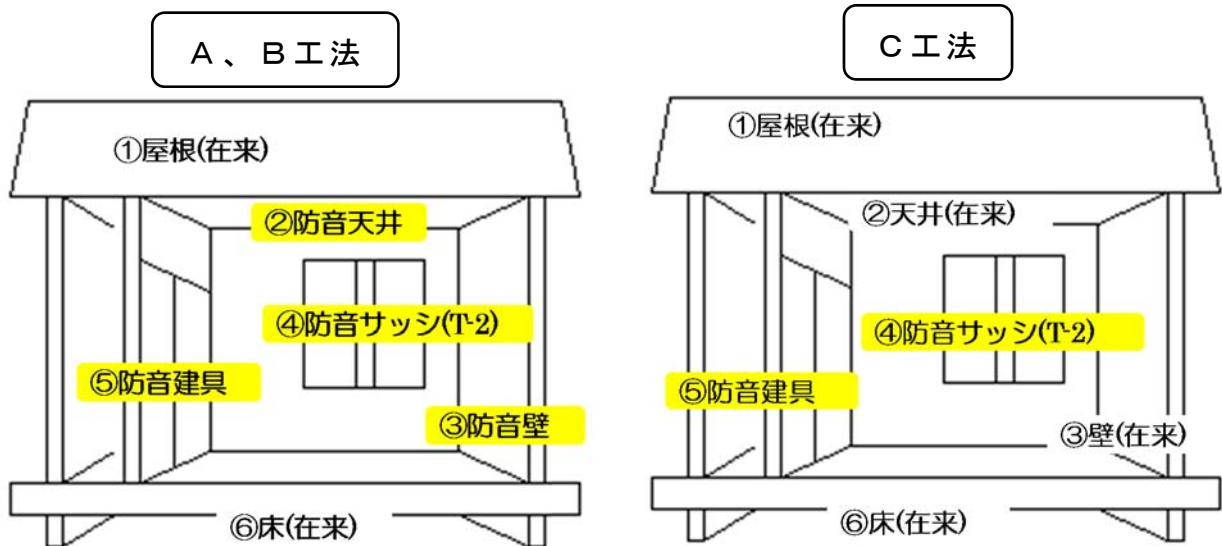 A、B工法
①屋根(在来)
②防音天井
④防音サッシ(T-2)
⑤防音建具
③防音壁
⑥床(在来)
C工法
①屋根(在来)
②天井(在来)
④防音サッシ(T-2)
⑤防音建具
③壁(在来)
⑥床(在来)